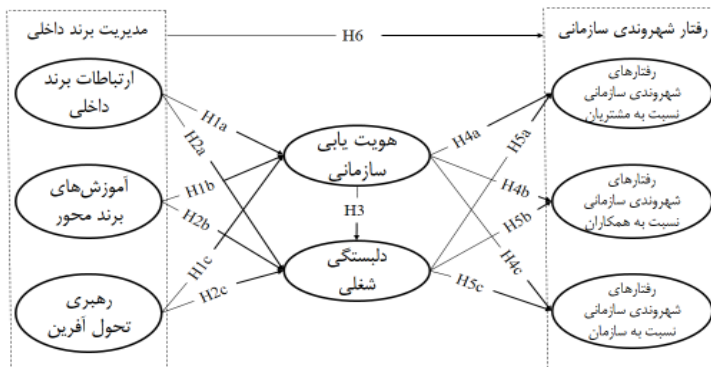 مدیریت برند داخلی
H6
رفتار شهروندی سازمانی
ارتباطات برند
داخلی
آموزش‌های
برند محور
رهبری
تحول آفرین
H1a
H2a
H1b
H2b
H1c
H2c
هویت یابی
سازمانی
H3
دلبستگی
شغلی
H4a
H5a
H4b
H5b
H4c
H5c
رفتارهای
شهروندی سازمانی
نسبت به مشتریان
رفتارهای
شهروندی سازمانی
نسبت به همکاران
رفتارهای
شهروندی سازمانی
نسبت به سازمان